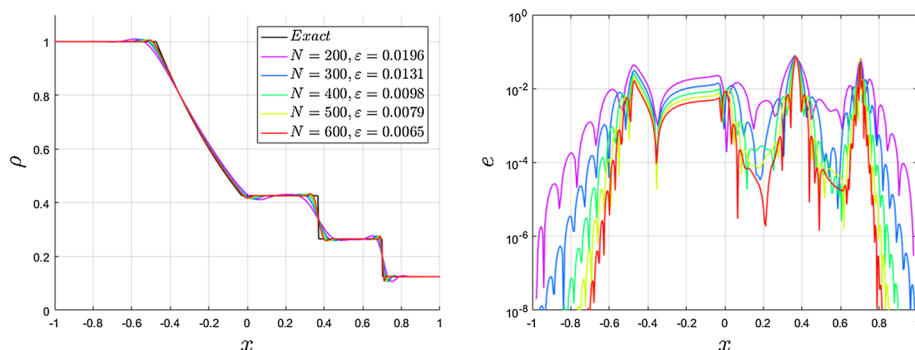 1
0.8
0.6
0.4
0.2
0
ρ
-1 -0.8 -0.6 -0.4 -0.2 0 0.2 0.4 0.6 0.8 1
x
Exact
N = 200, ε = 0.0196
N = 300, ε = 0.0131
N = 400, ε = 0.0098
N = 500, ε = 0.0079
N = 600, ε = 0.0065
10⁰
10⁻²
10⁻⁴
10⁻⁶
10⁻⁸
e
-1 -0.8 -0.6 -0.4 -0.2 0 0.2 0.4 0.6 0.8
x